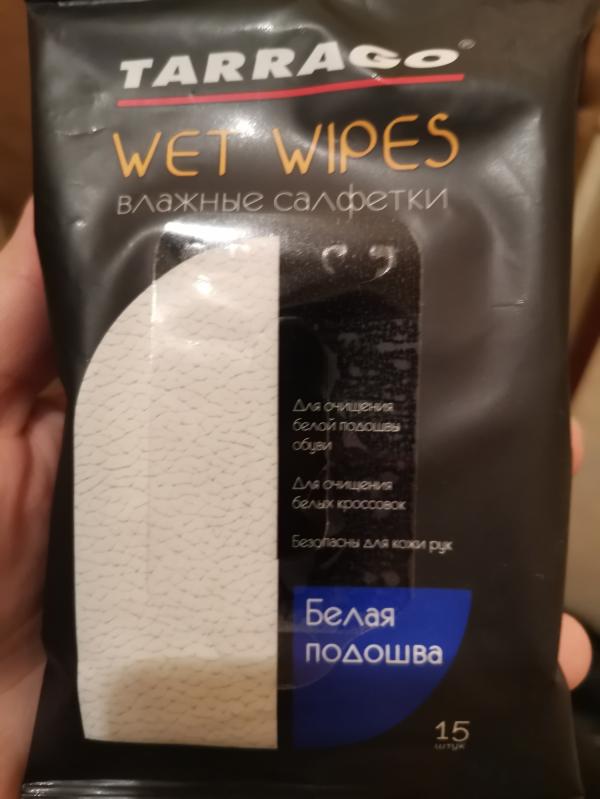 TARRAGO®
WET WIPES
влажные салфетки
Для очищения
белой подошвы
обуви
Для очищения
белых кроссовок
Безопасны для кожи рук
Белая
подошва
15
штук